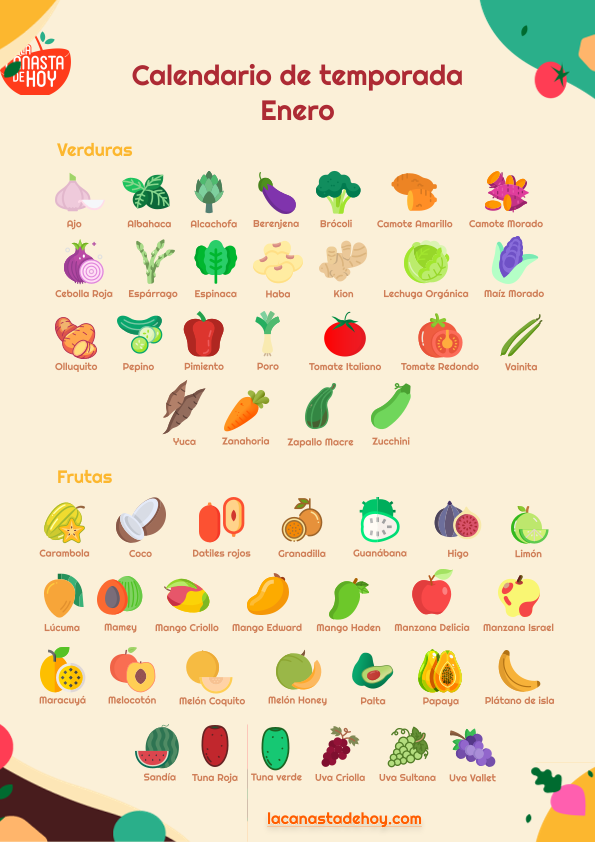 LA
CANASTA
DE HOY
Calendario de temporada
Enero
Verduras
Ajo Albahaca Alcachofa Berenjena Brócoli Camote Amarillo Camote Morado
Cebolla Roja Espárrago Espinaca Haba Kion Lechuga Orgánica Maíz Morado
Olluquito Pepino Pimiento Poro Tomate Italiano Tomate Redondo Vainita
Yuca Zanahoria Zapallo Macre Zucchini
Frutas
Carambola Coco Datiles rojos Granadilla Guanábana Higo Limón
Lúcuma Mamey Mango Criollo Mango Edward Mango Haden Manzana Delicia Manzana Israel
Maracuyá Melocotón Melón Coquito Melón Honey Palta Papaya Plátano de isla
Sandía Tuna Roja Tuna verde Uva Criolla Uva Sultana Uva Vallet
lacanastadehoy.com